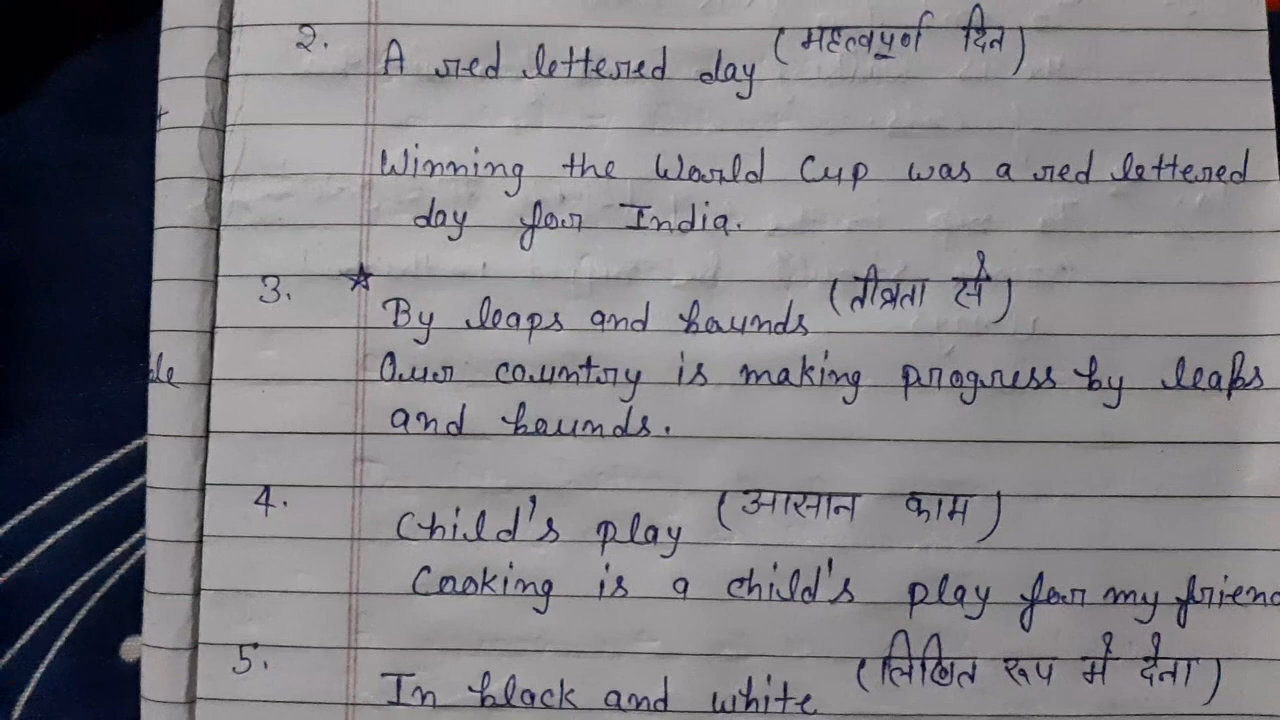 2. A red lettered day (महत्वपूर्ण दिन)
Winning the World Cup was a red lettered
day for India.
3. ☆ By leaps and bounds (तीव्रता से)
Our country is making progress by leaps
and bounds.
4. Child's play (आसान काम)
Cooking is a child's play for my friend
5. In black and white (लिखित रूप में देना)